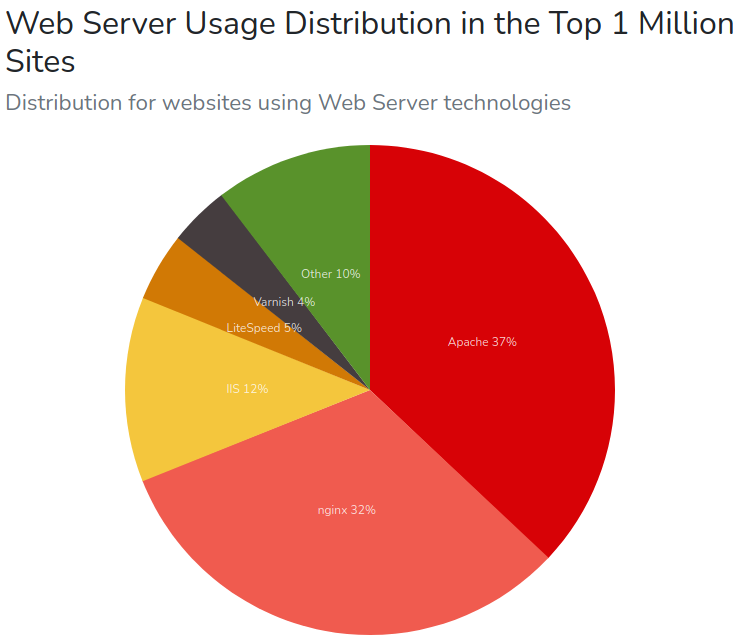 Web Server Usage Distribution in the Top 1 Million
Sites
Distribution for websites using Web Server technologies
Other 10%
Varnish 4%
LiteSpeed 5%
Apache 37%
IIS 12%
nginx 32%